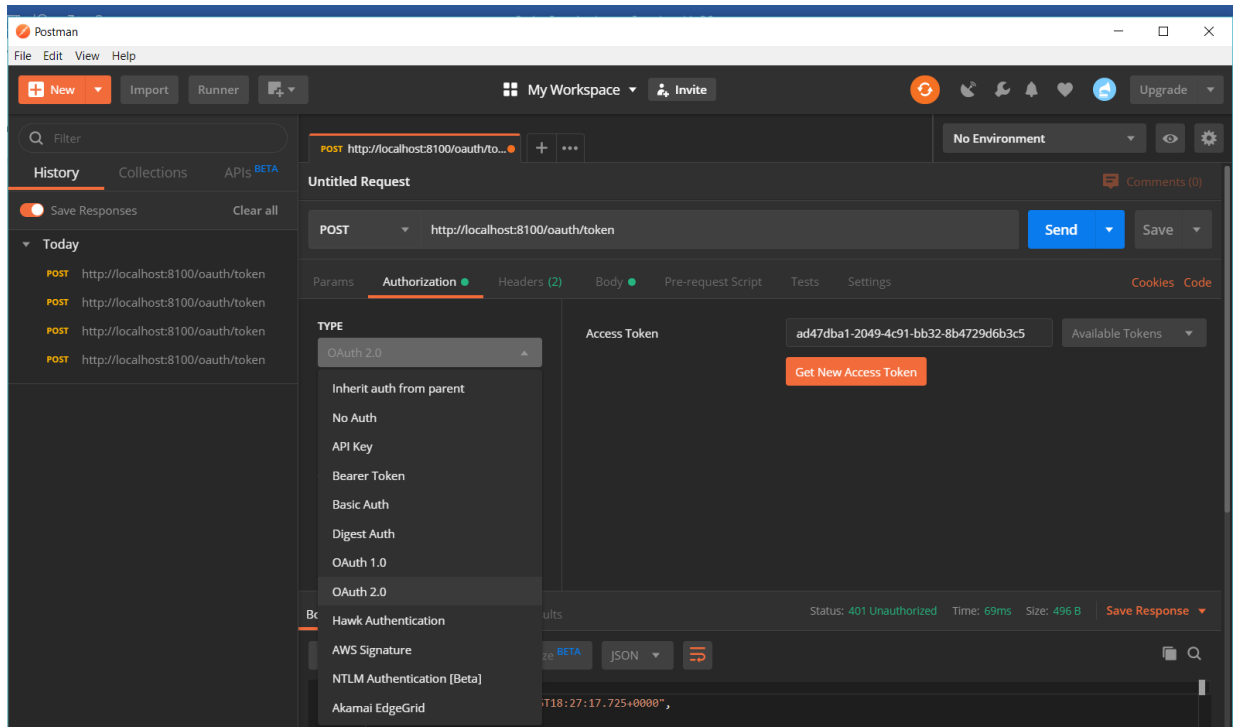 Postman
File Edit View Help
New Import Runner My Workspace Invite Upgrade
Filter
History Collections APIs BETA
Save Responses Clear all
Today
POST http://localhost:8100/oauth/token
POST http://localhost:8100/oauth/token
POST http://localhost:8100/oauth/token
POST http://localhost:8100/oauth/token
POST http://localhost:8100/oauth/to...
No Environment
Untitled Request Comments (0)
POST http://localhost:8100/oauth/token Send Save
Params Authorization Headers (2) Body Pre-request Script Tests Settings Cookies Code
TYPE
OAuth 2.0
Inherit auth from parent
No Auth
API Key
Bearer Token
Basic Auth
Digest Auth
OAuth 1.0
OAuth 2.0
Hawk Authentication
AWS Signature
NTLM Authentication [Beta]
Akamai EdgeGrid
Access Token ad47dba1-2049-4c91-bb32-8b4729d6b3c5 Available Tokens
Get New Access Token
Status: 401 Unauthorized Time: 69ms Size: 496 B Save Response
BETA JSON
T18:27:17.725+0000",